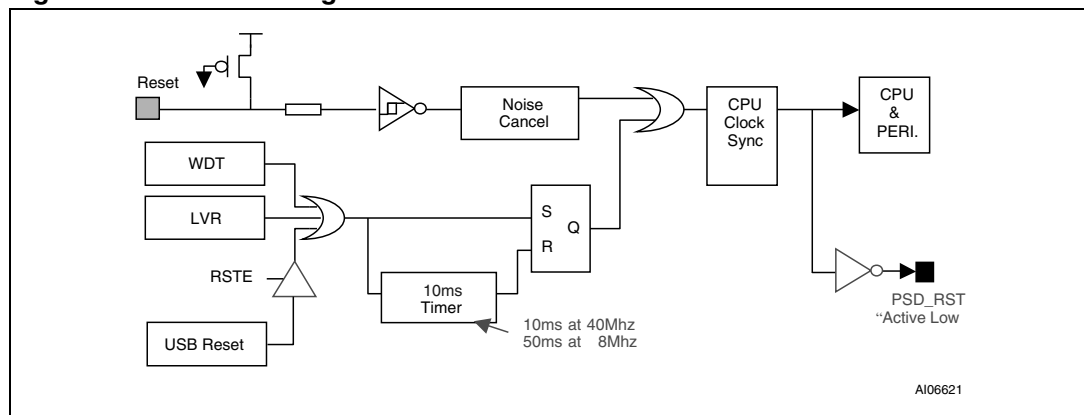 Reset
Noise
Cancel
CPU
Clock
Sync
CPU
&
PERI.
WDT
LVR
S
R
Q
RSTE
10ms
Timer
10ms at 40Mhz
50ms at 8Mhz
USB Reset
PSD_RST
“Active Low
AI06621